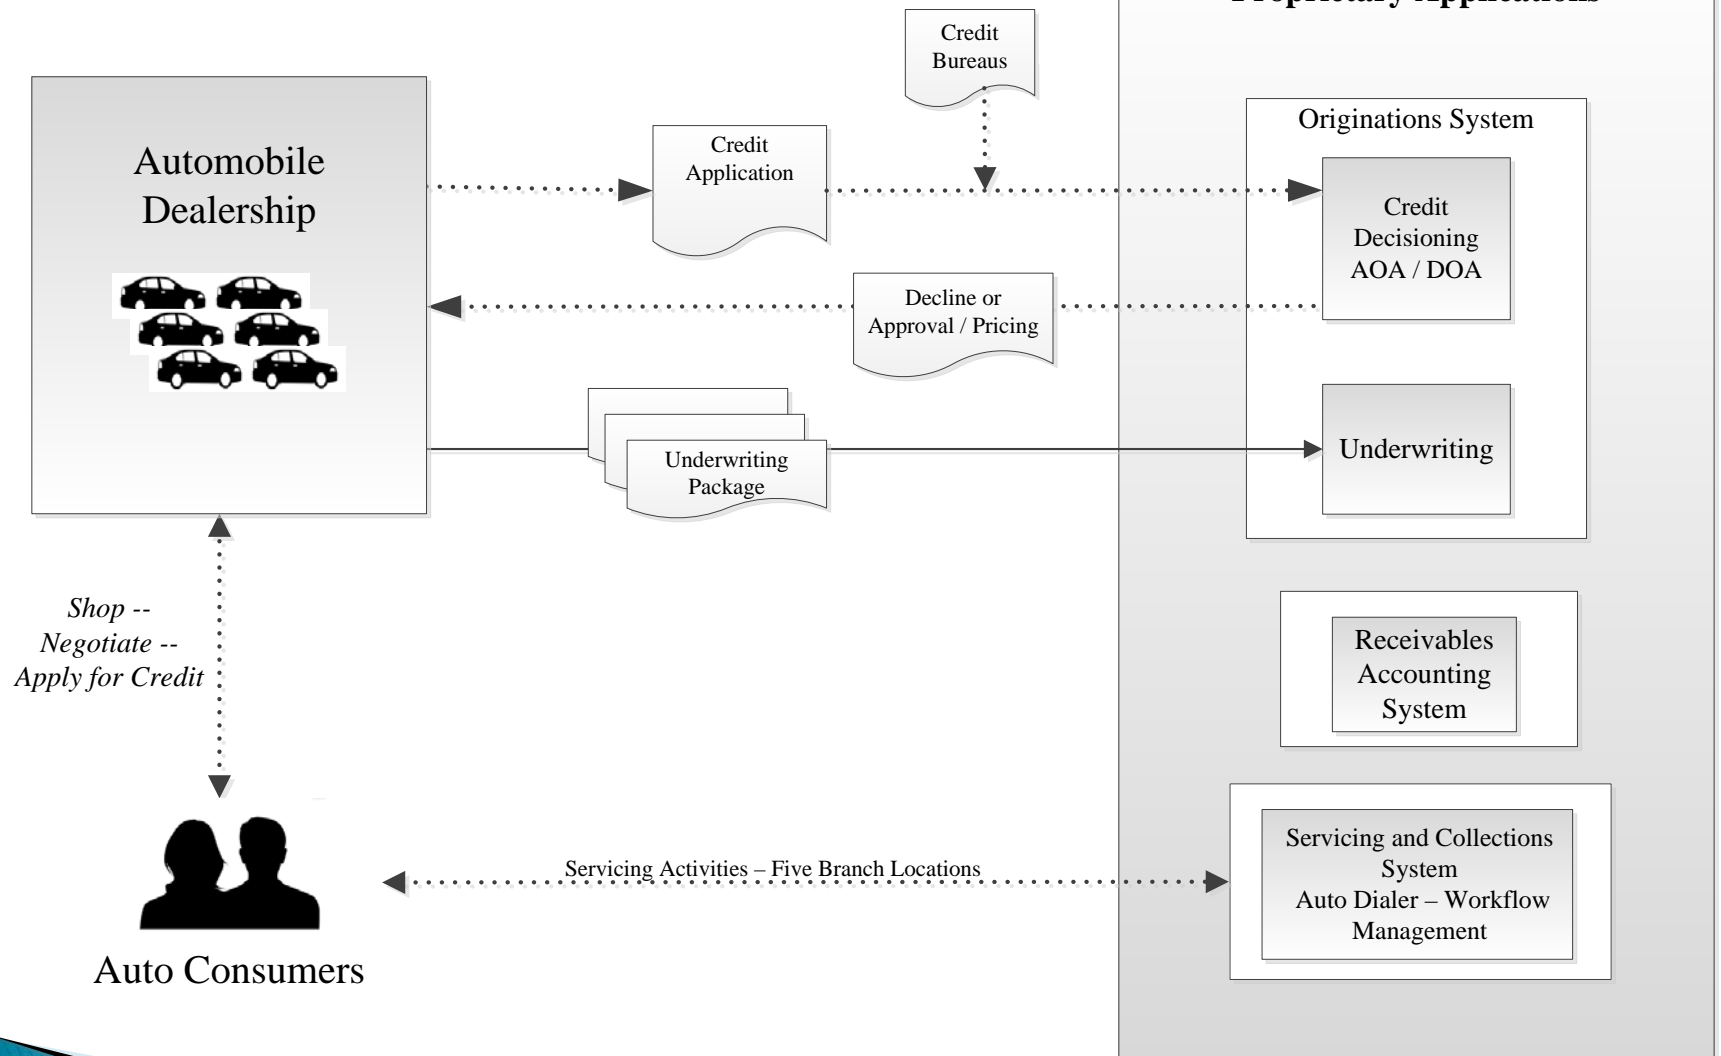 Proprietary Applications
Credit
Bureaus
Originations System
Automobile
Dealership
Credit
Application
Credit
Decisioning
AOA / DOA
Decline or
Approval / Pricing
Underwriting
Package
Underwriting
Shop --
Negotiate --
Apply for Credit
Receivables
Accounting
System
Servicing Activities – Five Branch Locations
Servicing and Collections
System
Auto Dialer – Workflow
Management
Auto Consumers